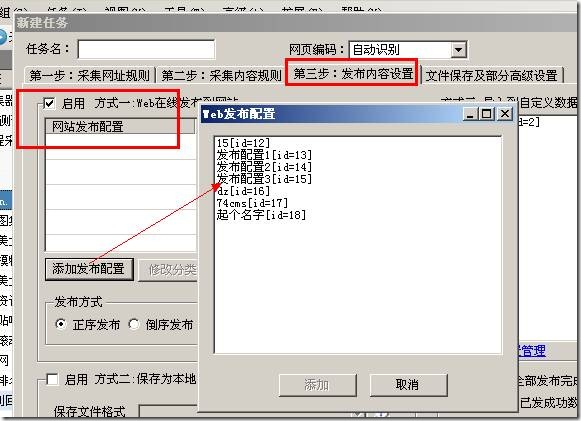 新建任务
任务名：
网页编码： 自动识别
第一步：采集网址规则 第二步：采集内容规则 第三步：发布内容设置 文件保存及部分高级设置
启用 方式一:Web在线发布到网站
网站发布配置
Web发布配置
15[id=12]
发布配置1[id=13]
发布配置2[id=14]
发布配置3[id=15]
dz[id=16]
74cms[id=17]
起个名字[id=18]
添加发布配置 修改分类
发布方式
正序发布 倒序发布
启用 方式二:保存为本地
保存文件格式
添加 取消
=2]
管理
全部发布完成
已发成功数